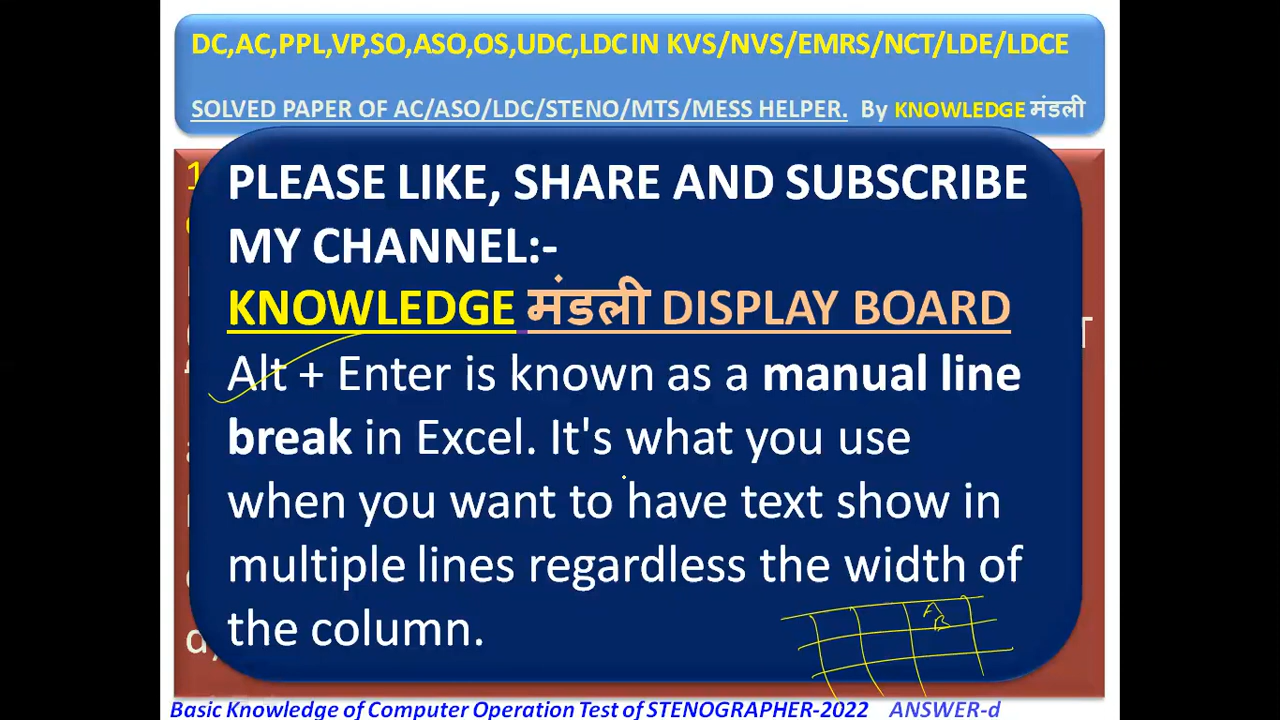 DC,AC,PPL,VP,SO,ASO,OS,UDC,LDC IN KVS/NVS/EMRS/NCT/LDE/LDCE
SOLVED PAPER OF AC/ASO/LDC/STENO/MTS/MESS HELPER. By KNOWLEDGE मंडली
PLEASE LIKE, SHARE AND SUBSCRIBE
MY CHANNEL:-
KNOWLEDGE मंडली DISPLAY BOARD
Alt + Enter is known as a manual line
break in Excel. It's what you use
when you want to have text show in
multiple lines regardless the width of
the column.
A
B
Basic Knowledge of Computer Operation Test of STENOGRAPHER-2022 ANSWER-d